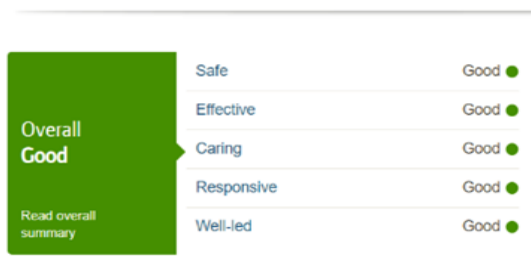 Overall
Good
Read overall
summary
Safe Good
Effective Good
Caring Good
Responsive Good
Well-led Good